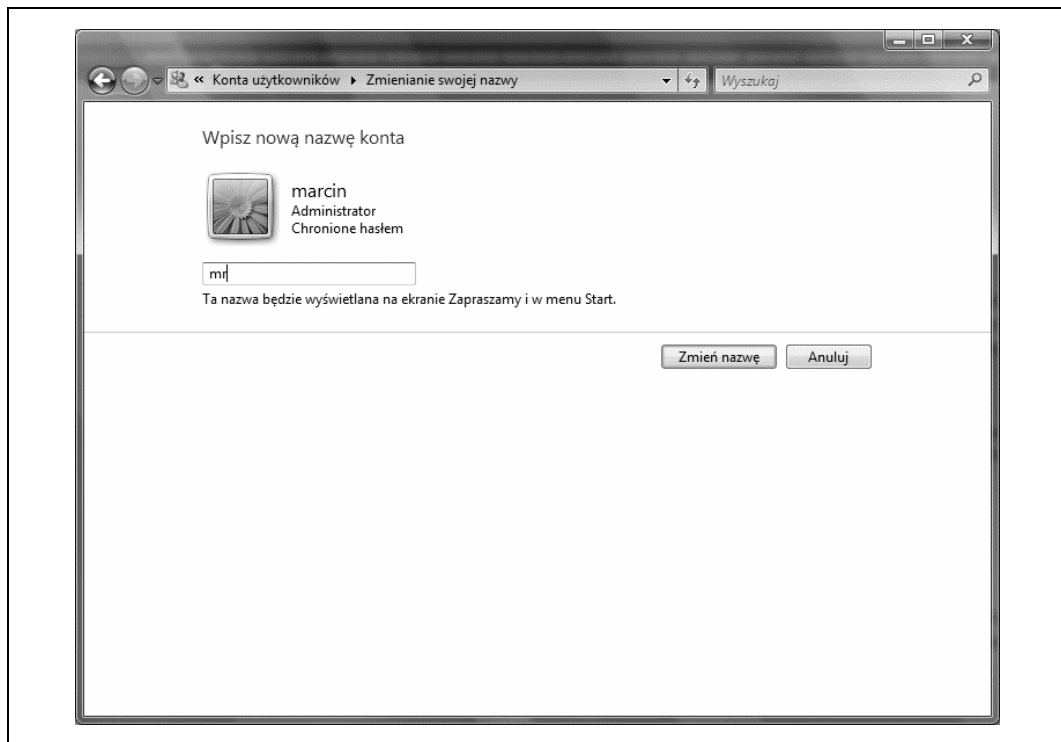 « Konta użytkowników ▸ Zmienianie swojej nazwy
Wyszukaj
Wpisz nową nazwę konta
marcin
Administrator
Chronione hasłem
mr
Ta nazwa będzie wyświetlana na ekranie Zapraszamy i w menu Start.
Zmień nazwę
Anuluj